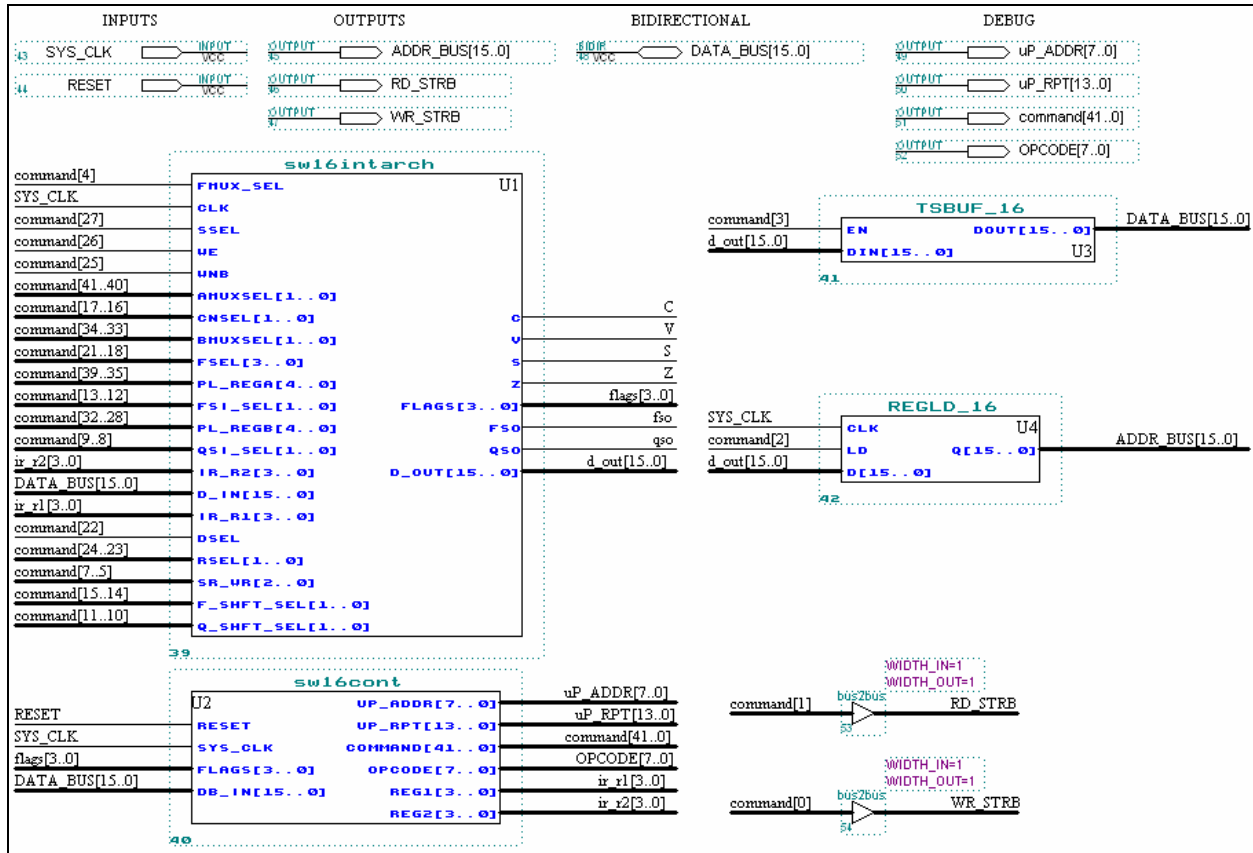 INPUTS OUTPUTS BIDIRECTIONAL DEBUG
43 SYS_CLK INPUT VCC
44 RESET INPUT VCC
OUTPUT 45 ADDR_BUS[15..0]
OUTPUT 46 RD_STRB
OUTPUT 47 WR_STRB
BIDIR 48 VCC DATA_BUS[15..0]
OUTPUT 49 uP_ADDR[7..0]
OUTPUT 50 uP_RPT[13..0]
OUTPUT 51 command[41..0]
OUTPUT 52 OPCODE[7..0]
sw16intarch
U1
command[4] FMUX_SEL
SYS_CLK CLK
command[27] SSEL
command[26] WE
command[25] WNB
command[41..40] AMUXSEL[1..0]
command[17..16] CNSEL[1..0]
command[34..33] BMUXSEL[1..0]
command[21..18] FSEL[3..0]
command[39..35] PL_REGA[4..0]
command[13..12] FSI_SEL[1..0]
command[32..28] PL_REGB[4..0]
command[9..8] QSI_SEL[1..0]
ir_r2[3..0] IR_R2[3..0]
DATA_BUS[15..0] D_IN[15..0]
ir_r1[3..0] IR_R1[3..0]
command[22] DSEL
command[24..23] RSEL[1..0]
command[7..5] SR_WR[2..0]
command[15..14] F_SHFT_SEL[1..0]
command[11..10] Q_SHFT_SEL[1..0]
C C
V V
S S
Z Z
FLAGS[3..0] flags[3..0]
FSO fso
QSO qso
D_OUT[15..0] d_out[15..0]
39
TSBUF_16
command[3] EN DOUT[15..0] DATA_BUS[15..0]
d_out[15..0] DIN[15..0] U3
41
REGLD_16
SYS_CLK CLK U4
command[2] LD Q[15..0] ADDR_BUS[15..0]
d_out[15..0] D[15..0]
42
sw16cont
U2
RESET RESET
SYS_CLK SYS_CLK
flags[3..0] FLAGS[3..0]
DATA_BUS[15..0] DB_IN[15..0]
UP_ADDR[7..0] uP_ADDR[7..0]
UP_RPT[13..0] uP_RPT[13..0]
COMMAND[41..0] command[41..0]
OPCODE[7..0] OPCODE[7..0]
REG1[3..0] ir_r1[3..0]
REG2[3..0] ir_r2[3..0]
40
WIDTH_IN=1
WIDTH_OUT=1
bus2bus
command[1] RD_STRB
53
WIDTH_IN=1
WIDTH_OUT=1
bus2bus
command[0] WR_STRB
54